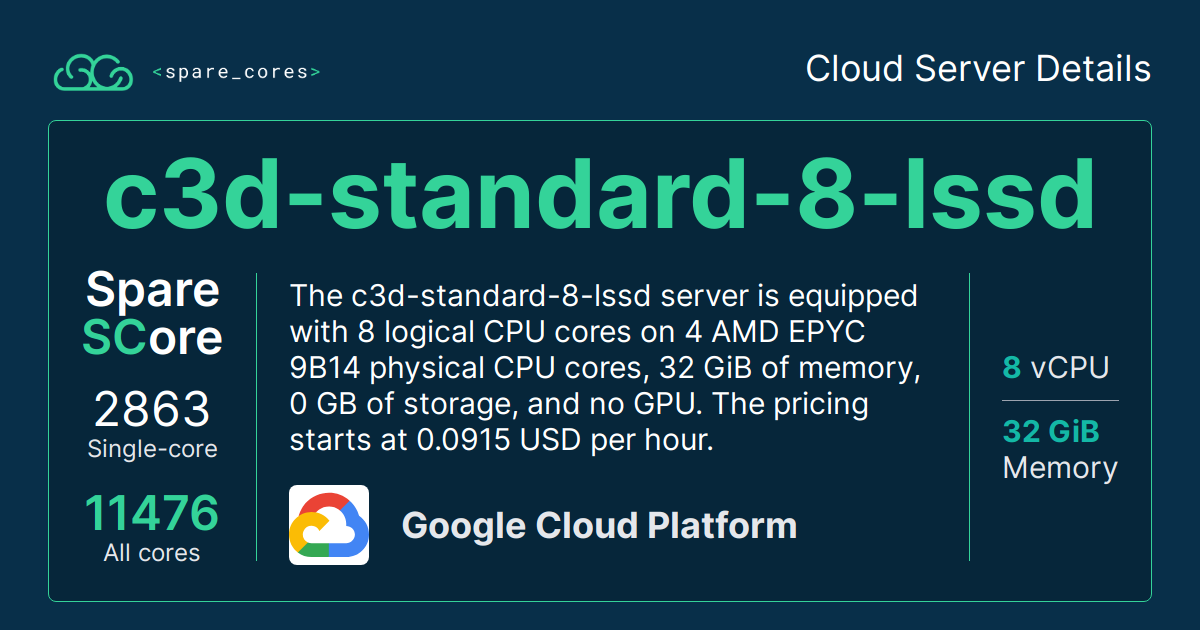 <spare_cores>
Cloud Server Details
c3d-standard-8-lssd
Spare
SCore
2863
Single-core
11476
All cores
The c3d-standard-8-lssd server is equipped
with 8 logical CPU cores on 4 AMD EPYC
9B14 physical CPU cores, 32 GiB of memory,
0 GB of storage, and no GPU. The pricing
starts at 0.0915 USD per hour.
Google Cloud Platform
8 vCPU
32 GiB
Memory